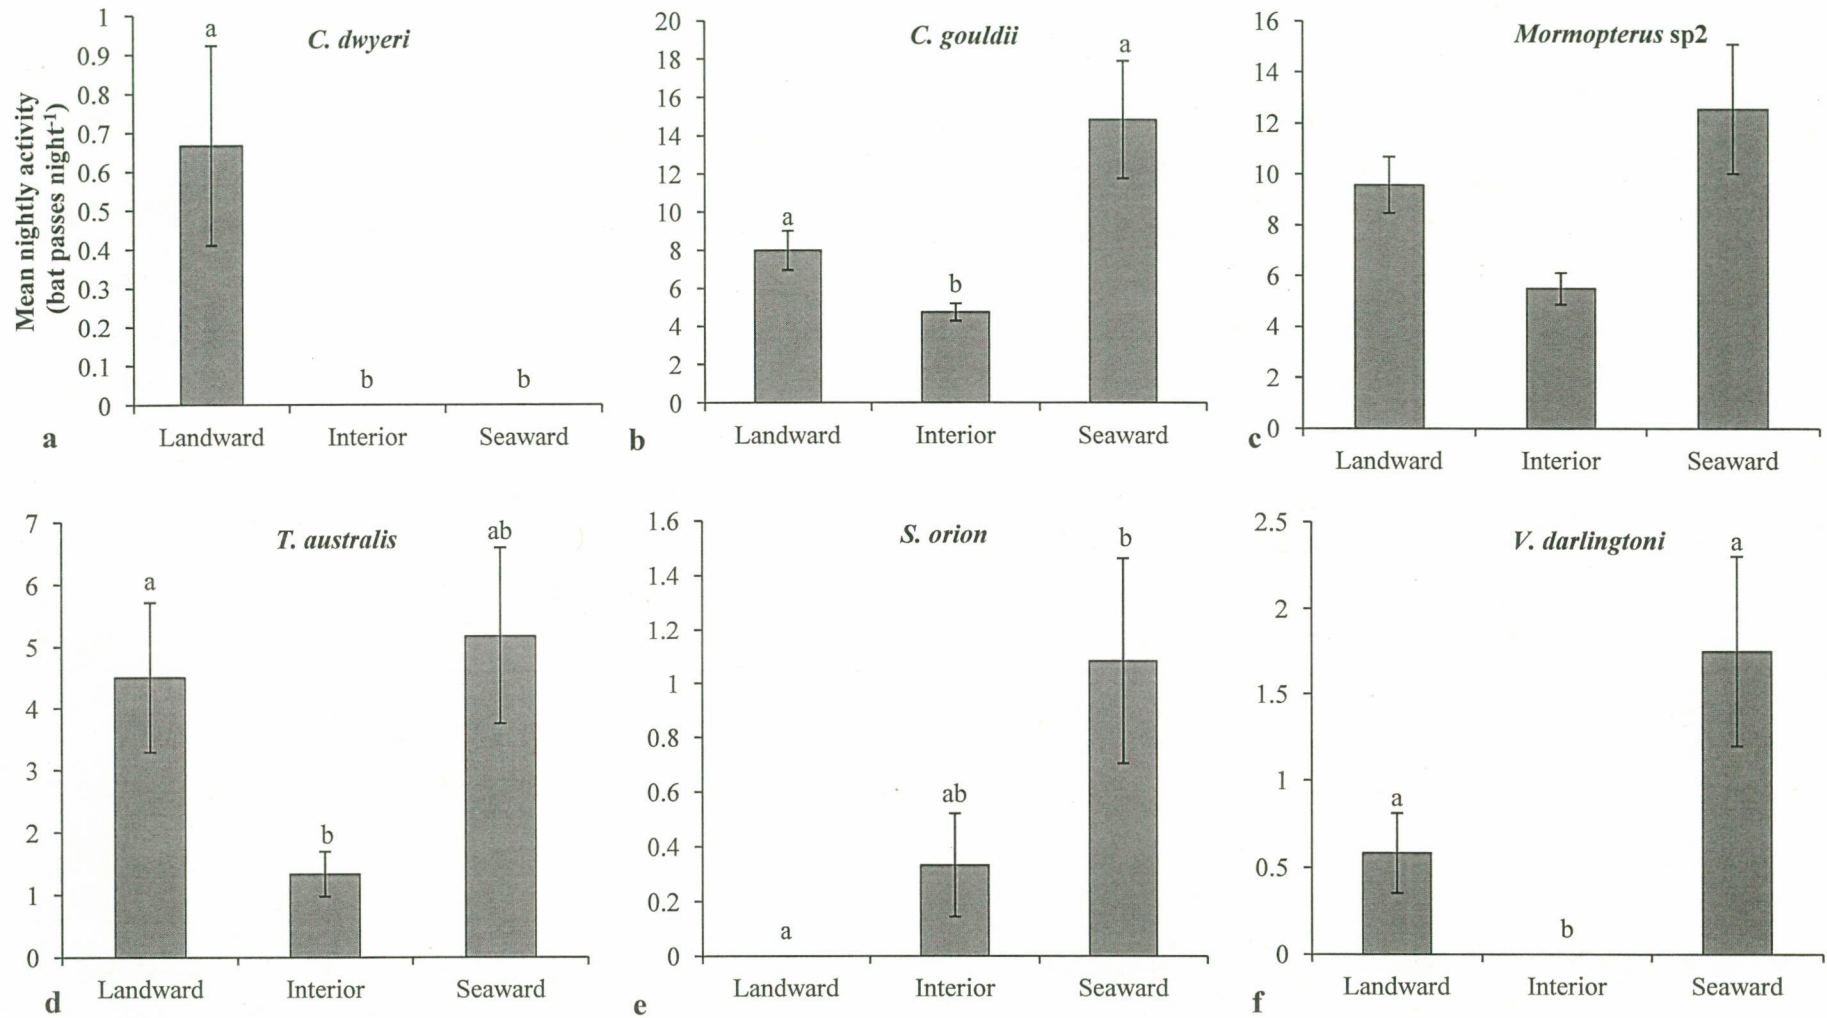 Mean nightly activity
(bat passes night⁻¹)
C. dwyeri
1
0.9
0.8
0.7
0.6
0.5
0.4
0.3
0.2
0.1
0
a
b
b
Landward Interior Seaward
a
C. gouldii
20
18
16
14
12
10
8
6
4
2
0
a
b
a
Landward Interior Seaward
b
Mormopterus sp2
16
14
12
10
8
6
4
2
0
Landward Interior Seaward
c
T. australis
7
6
5
4
3
2
1
0
a
b
ab
Landward Interior Seaward
d
S. orion
1.6
1.4
1.2
1
0.8
0.6
0.4
0.2
0
a
ab
b
Landward Interior Seaward
e
V. darlingtoni
2.5
2
1.5
1
0.5
0
a
b
a
Landward Interior Seaward
f